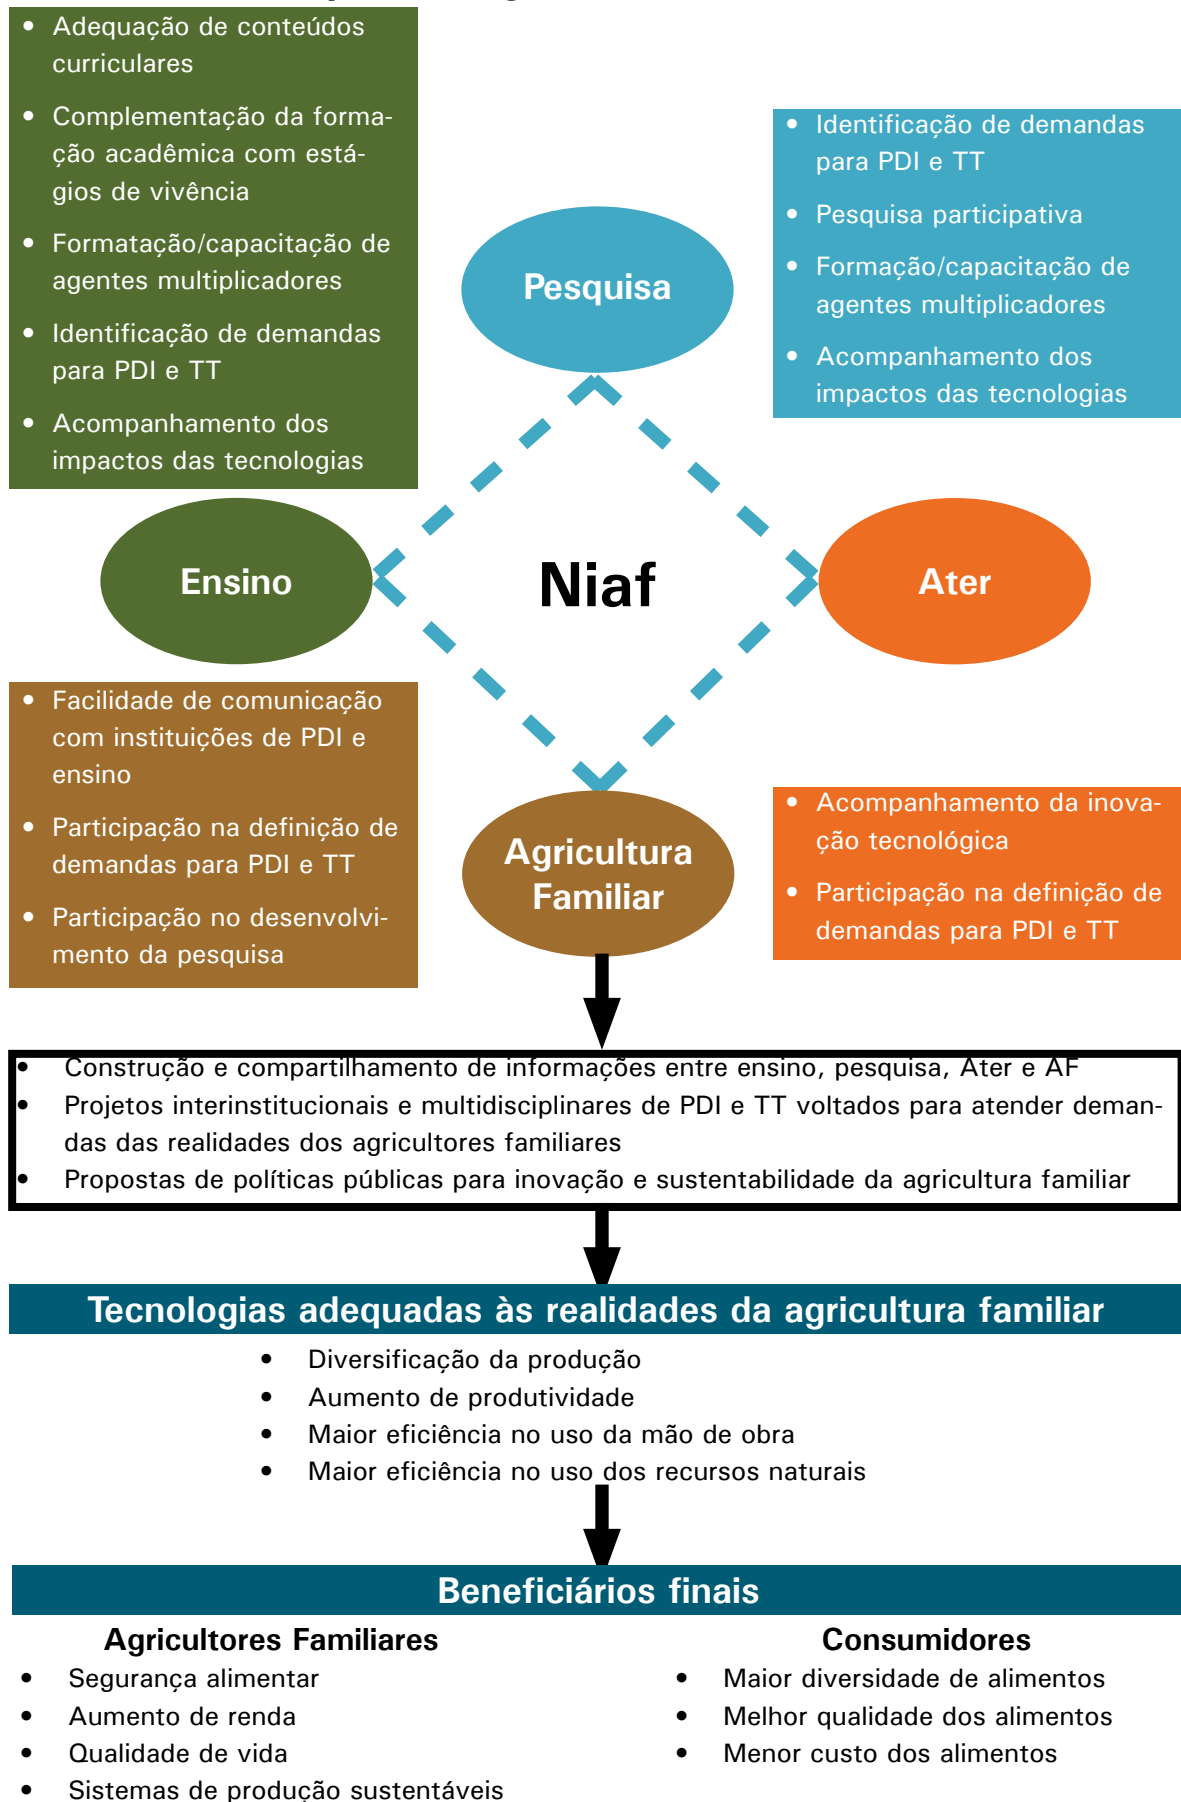 • Adequação de conteúdos
curriculares
• Complementação da forma-
ção acadêmica com está-
gios de vivência
• Formatação/capacitação de
agentes multiplicadores
• Identificação de demandas
para PDI e TT
• Acompanhamento dos
impactos das tecnologias
• Identificação de demandas
para PDI e TT
• Pesquisa participativa
• Formação/capacitação de
agentes multiplicadores
• Acompanhamento dos
impactos das tecnologias
Pesquisa
Ensino
Niaf
Ater
• Facilidade de comunicação
com instituições de PDI e
ensino
• Participação na definição de
demandas para PDI e TT
• Participação no desenvolvi-
mento da pesquisa
Agricultura
Familiar
• Acompanhamento da inova-
ção tecnológica
• Participação na definição de
demandas para PDI e TT
• Construção e compartilhamento de informações entre ensino, pesquisa, Ater e AF
• Projetos interinstitucionais e multidisciplinares de PDI e TT voltados para atender deman-
das das realidades dos agricultores familiares
• Propostas de políticas públicas para inovação e sustentabilidade da agricultura familiar
Tecnologias adequadas às realidades da agricultura familiar
• Diversificação da produção
• Aumento de produtividade
• Maior eficiência no uso da mão de obra
• Maior eficiência no uso dos recursos naturais
Beneficiários finais
Agricultores Familiares
• Segurança alimentar
• Aumento de renda
• Qualidade de vida
• Sistemas de produção sustentáveis
Consumidores
• Maior diversidade de alimentos
• Melhor qualidade dos alimentos
• Menor custo dos alimentos